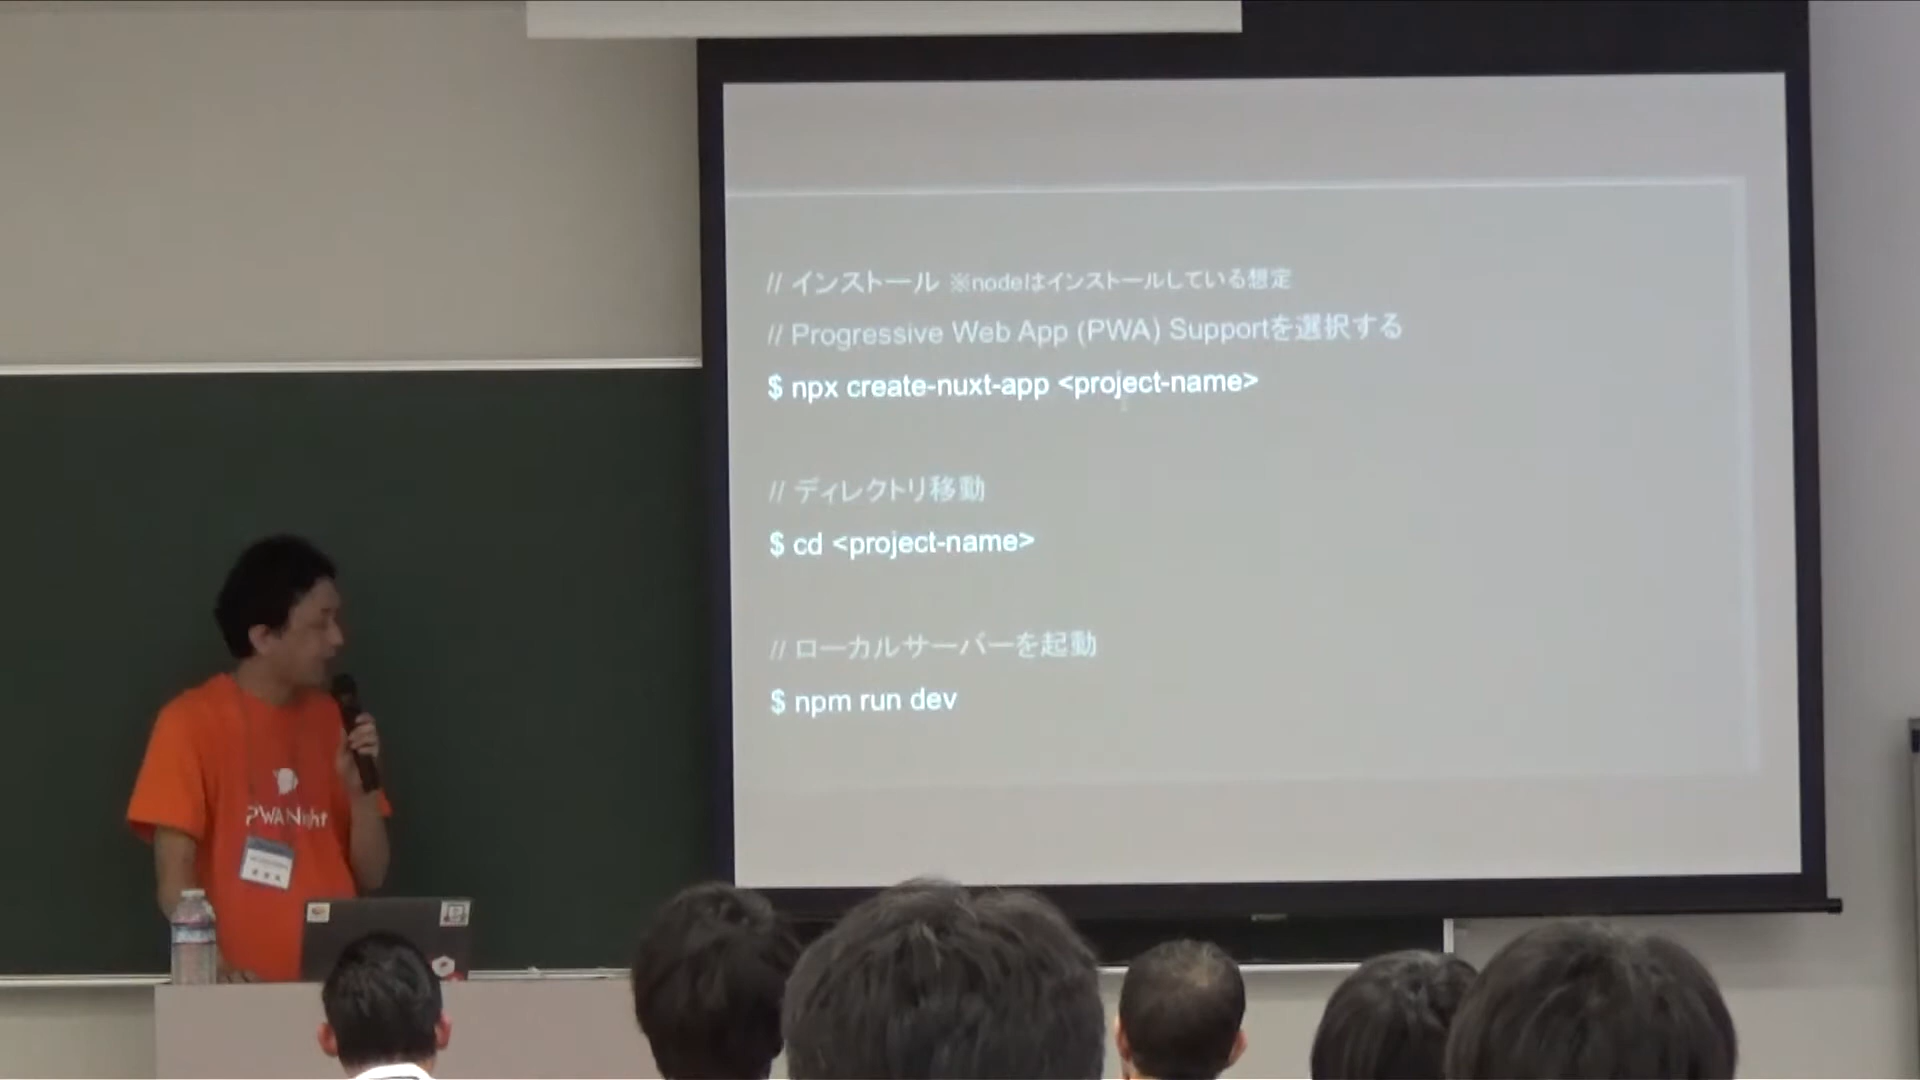 // インストール ※nodeはインストールしている想定
// Progressive Web App (PWA) Supportを選択する
$ npx create-nuxt-app <project-name>
// ディレクトリ移動
$ cd <project-name>
// ローカルサーバーを起動
$ npm run dev
PWA Night